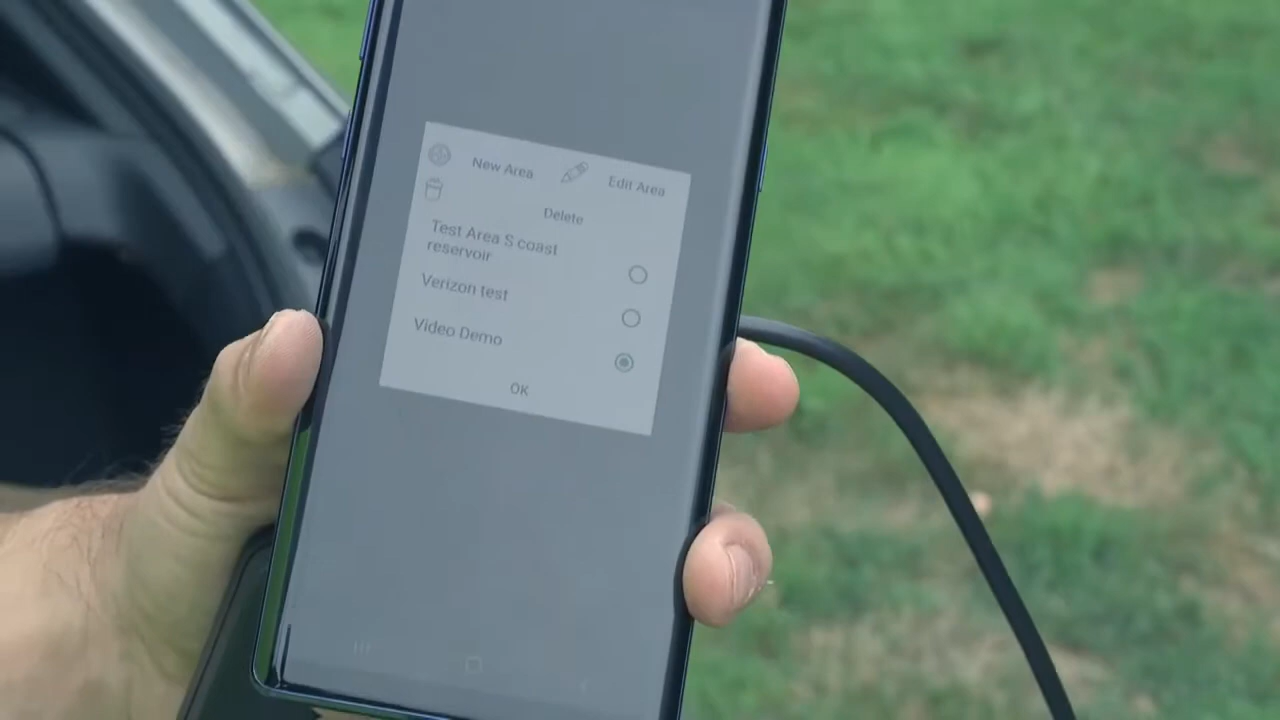 New Area
Edit Area
Delete
Test Area S coast
reservoir
Verizon test
Video Demo
OK